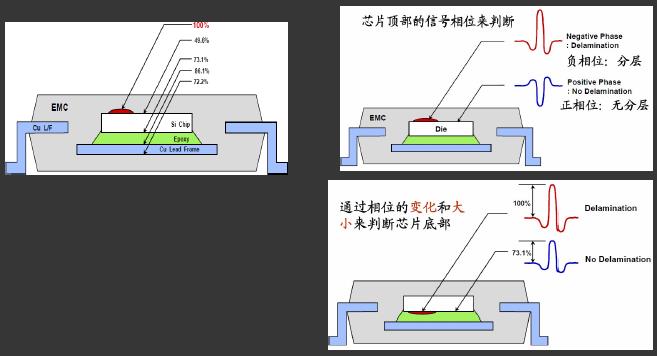 100%
49.0%
73.1%
86.1%
72.2%
EMC
Cu L/F
Si Chip
Epoxy
Cu Lead Frame
芯片顶部的信号相位来判断
Negative Phase
: Delamination
负相位：分层
Positive Phase
: No Delamination
正相位：无分层
EMC
Die
通过相位的变化和大
小来判断芯片底部
100%
Delamination
73.1%
No Delamination